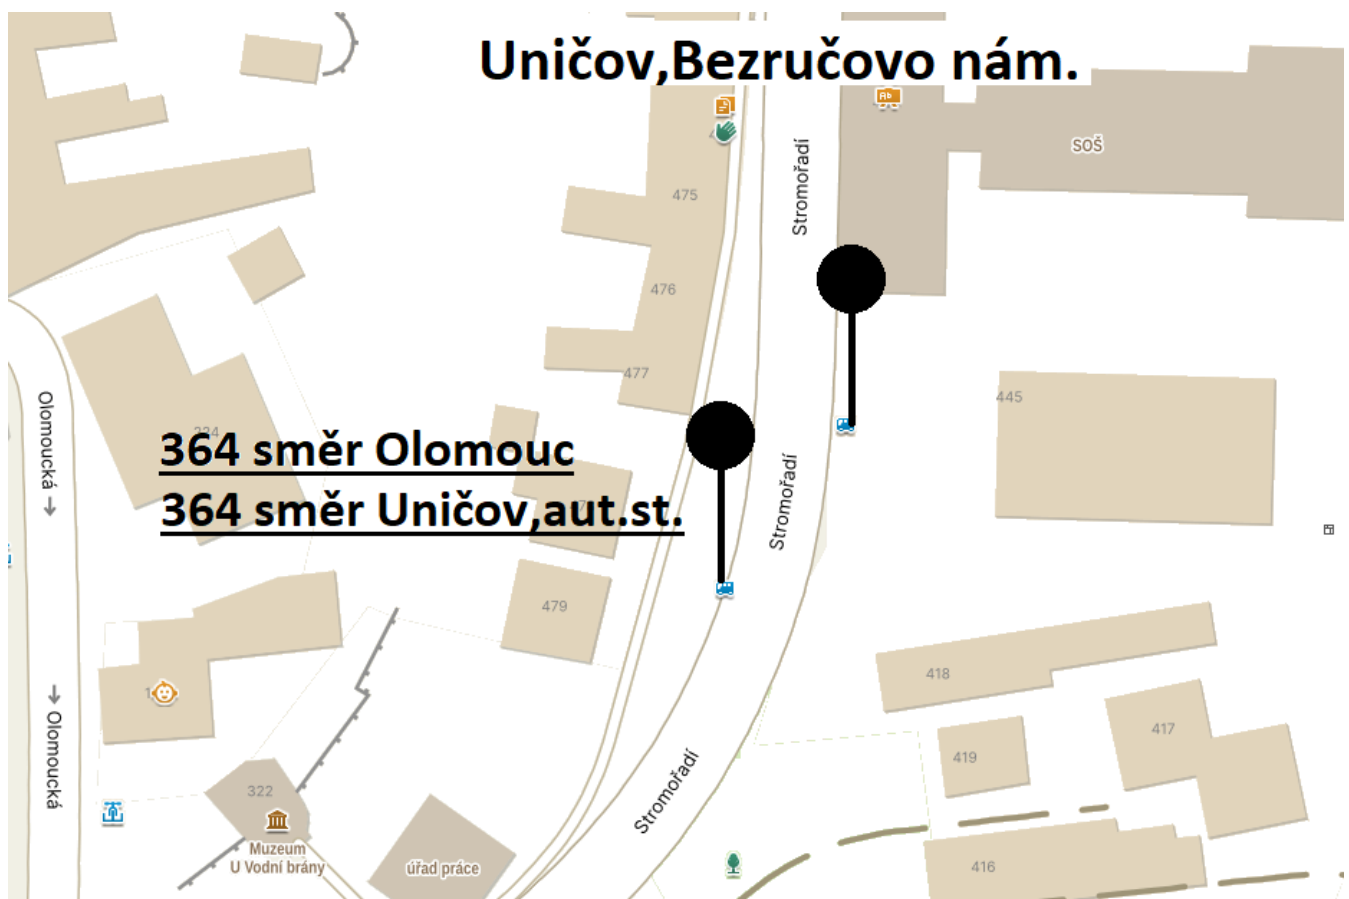 Uničov,Bezručovo nám.
Ab
SOŠ
Stromořadí
475
476
477
445
Olomoucká
364 směr Olomouc
364 směr Uničov,aut.st.
Stromořadí
479
418
417
419
Olomoucká
Stromořadí
322
Muzeum
U Vodní brány
úřad práce
416